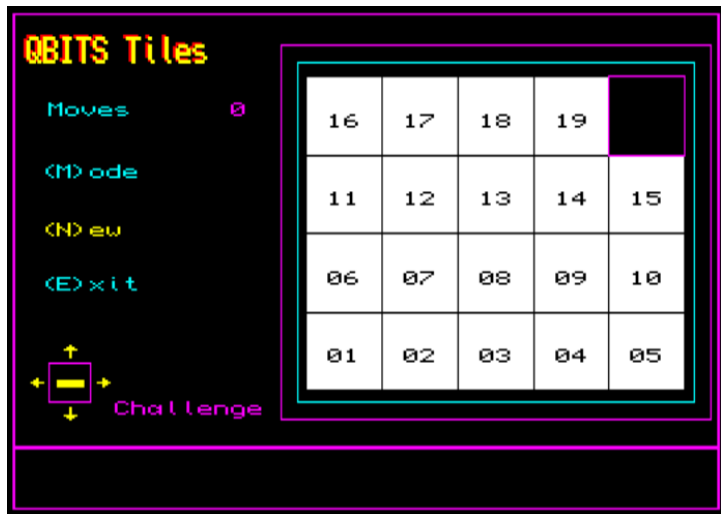 QBITS Tiles
Moves 0
(M)ode
(N)ew
(E)xit
Challenge
16 17 18 19
11 12 13 14 15
06 07 08 09 10
01 02 03 04 05